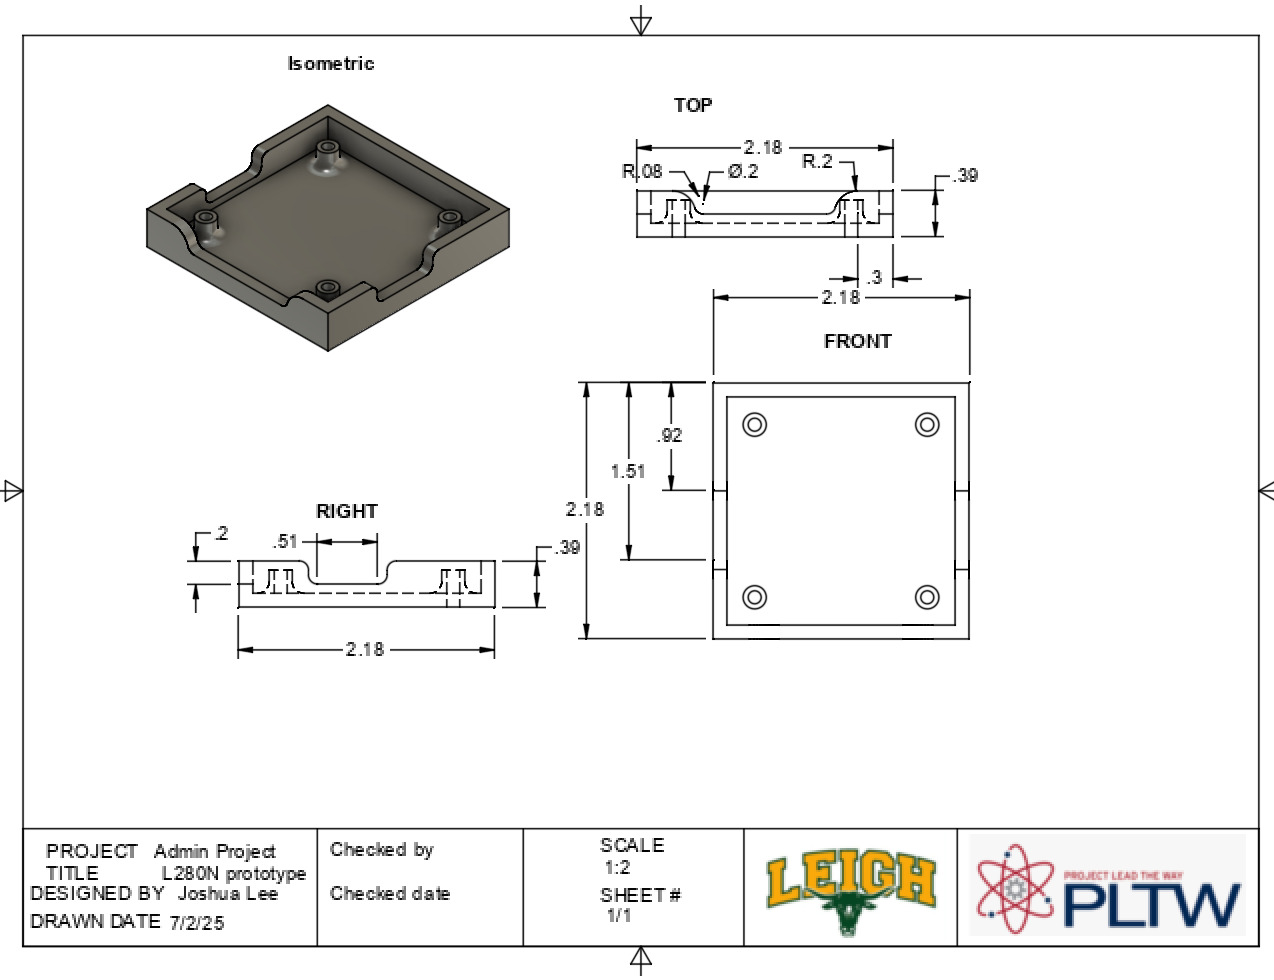 Isometric
TOP
2.18
R.08
Ø.2
R.2
.39
.3
2.18
FRONT
.92
1.51
2.18
RIGHT
.2
.51
.39
2.18
PROJECT Admin Project
TITLE L280N prototype
DESIGNED BY Joshua Lee
DRAWN DATE 7/2/25
Checked by
Checked date
SCALE
1:2
SHEET #
1/1
LEIGH
PROJECT LEAD THE WAY
PLTW